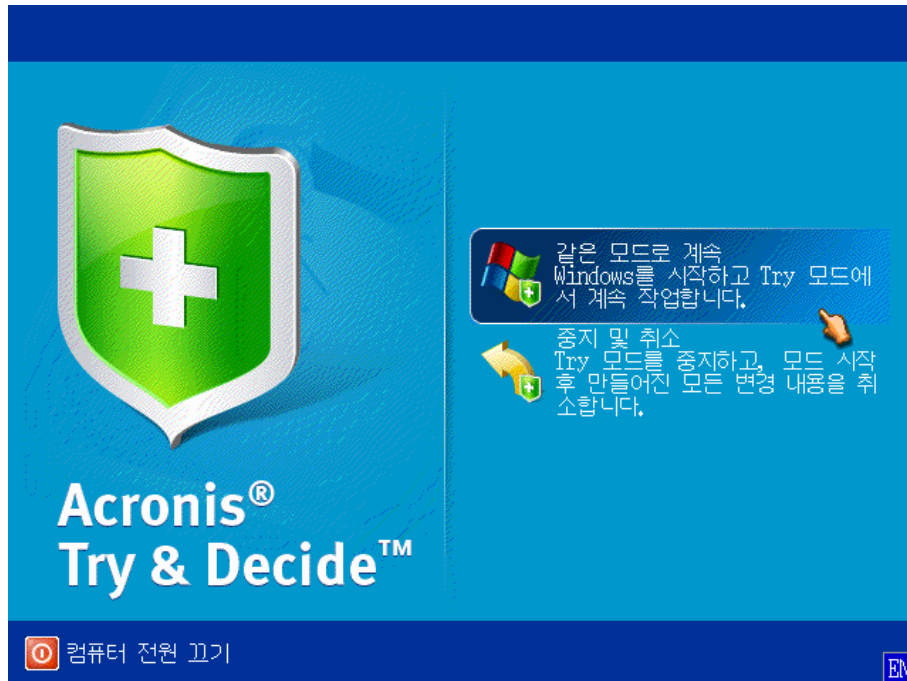 같은 모드로 계속
Windows를 시작하고 Try 모드에
서 계속 작업합니다.
중지 및 취소
Try 모드를 중지하고, 모드 시작
후 만들어진 모든 변경 내용을 취
소합니다.
Acronis®
Try & Decide™
컴퓨터 전원 끄기
EN